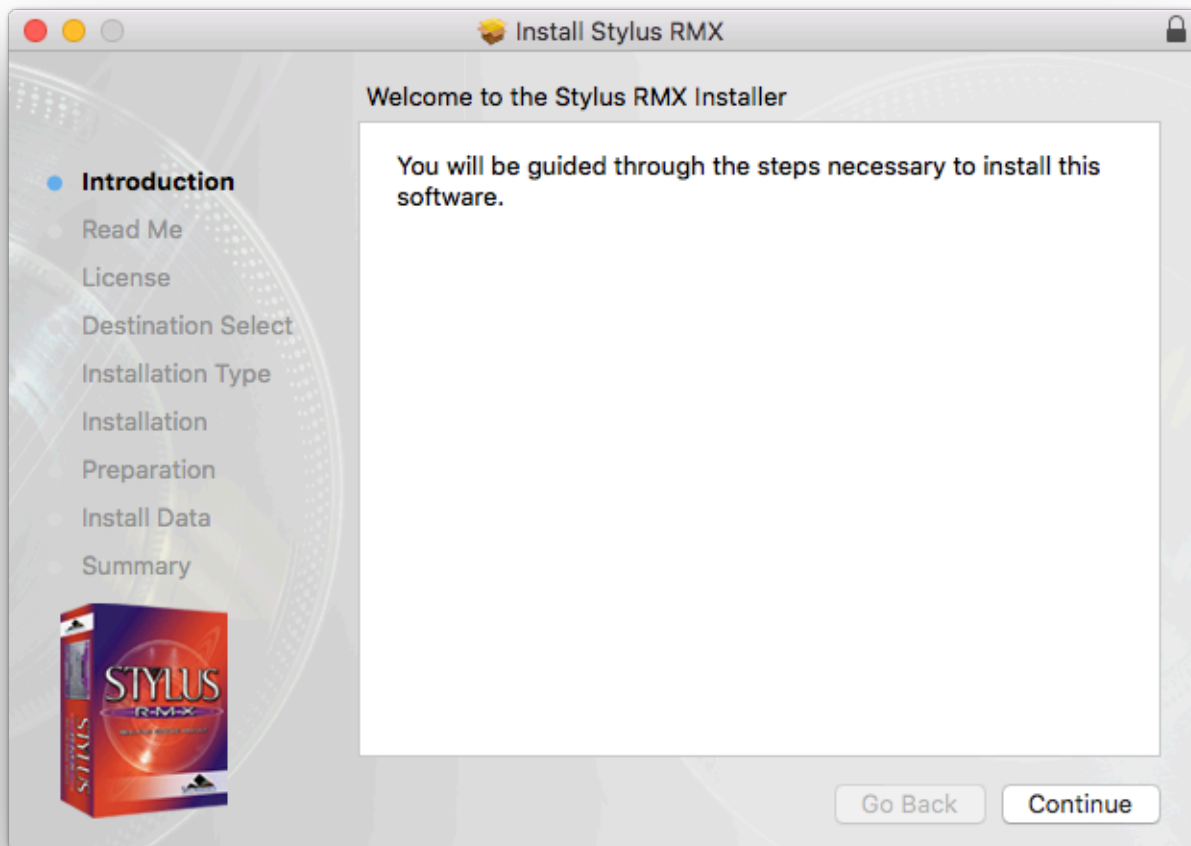 Install Stylus RMX
Welcome to the Stylus RMX Installer
You will be guided through the steps necessary to install this
software.
Introduction
Read Me
License
Destination Select
Installation Type
Installation
Preparation
Install Data
Summary
STYLUS
R•M•X
STYLUS
Go Back
Continue